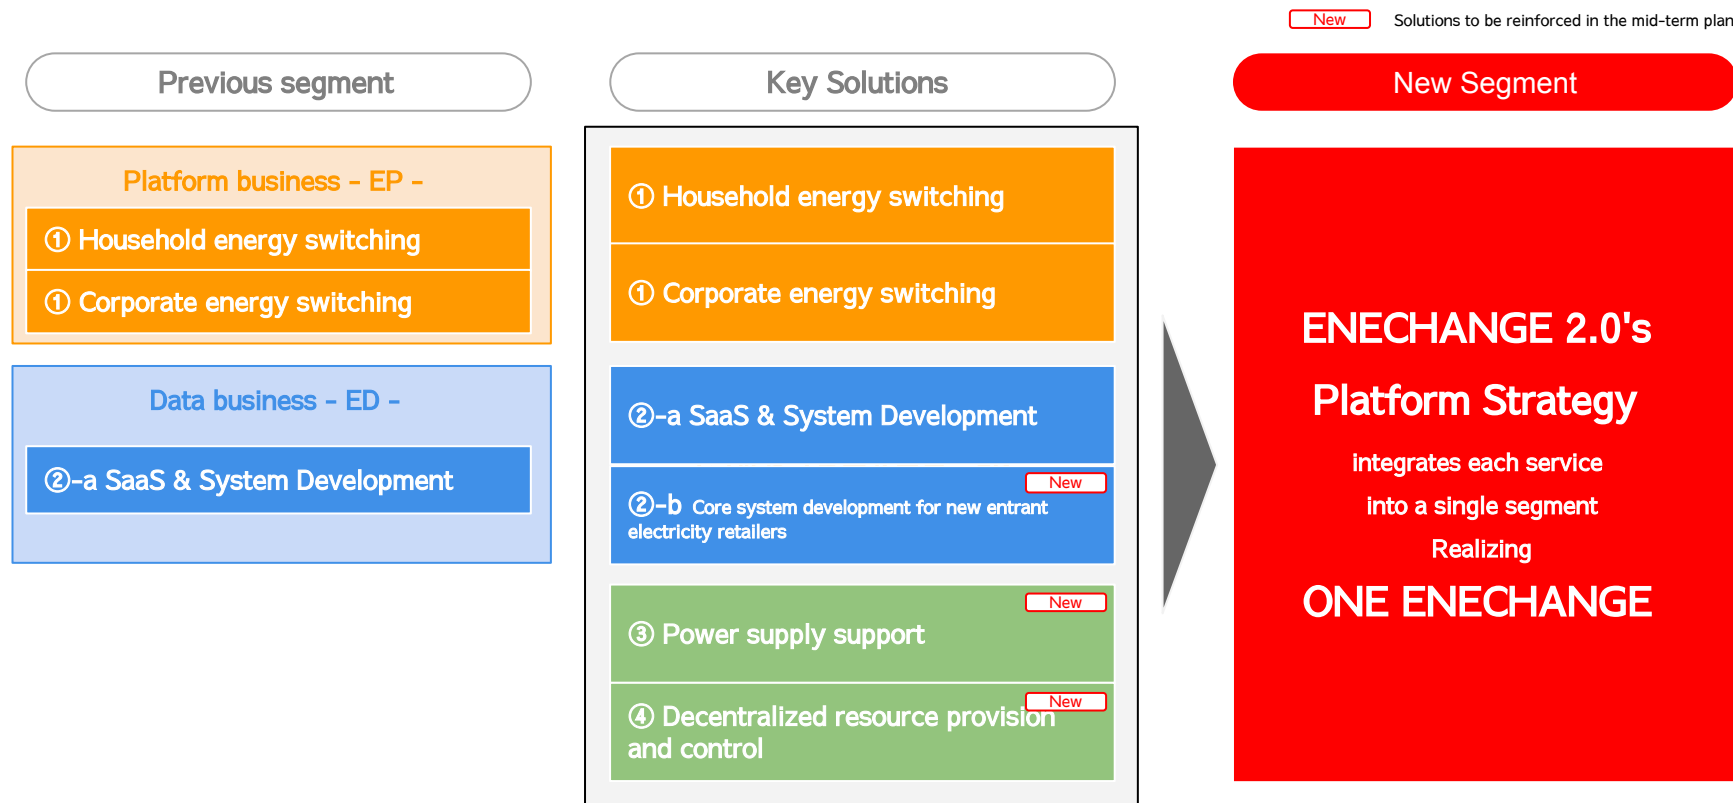 New Solutions to be reinforced in the mid-term plan
Previous segment
Key Solutions
New Segment
Platform business - EP -
① Household energy switching
① Corporate energy switching
Data business - ED -
②-a SaaS & System Development
① Household energy switching
① Corporate energy switching
②-a SaaS & System Development
New
②-b Core system development for new entrant
electricity retailers
New
③ Power supply support
New
④ Decentralized resource provision
and control
ENECHANGE 2.0's
Platform Strategy
integrates each service
into a single segment
Realizing
ONE ENECHANGE